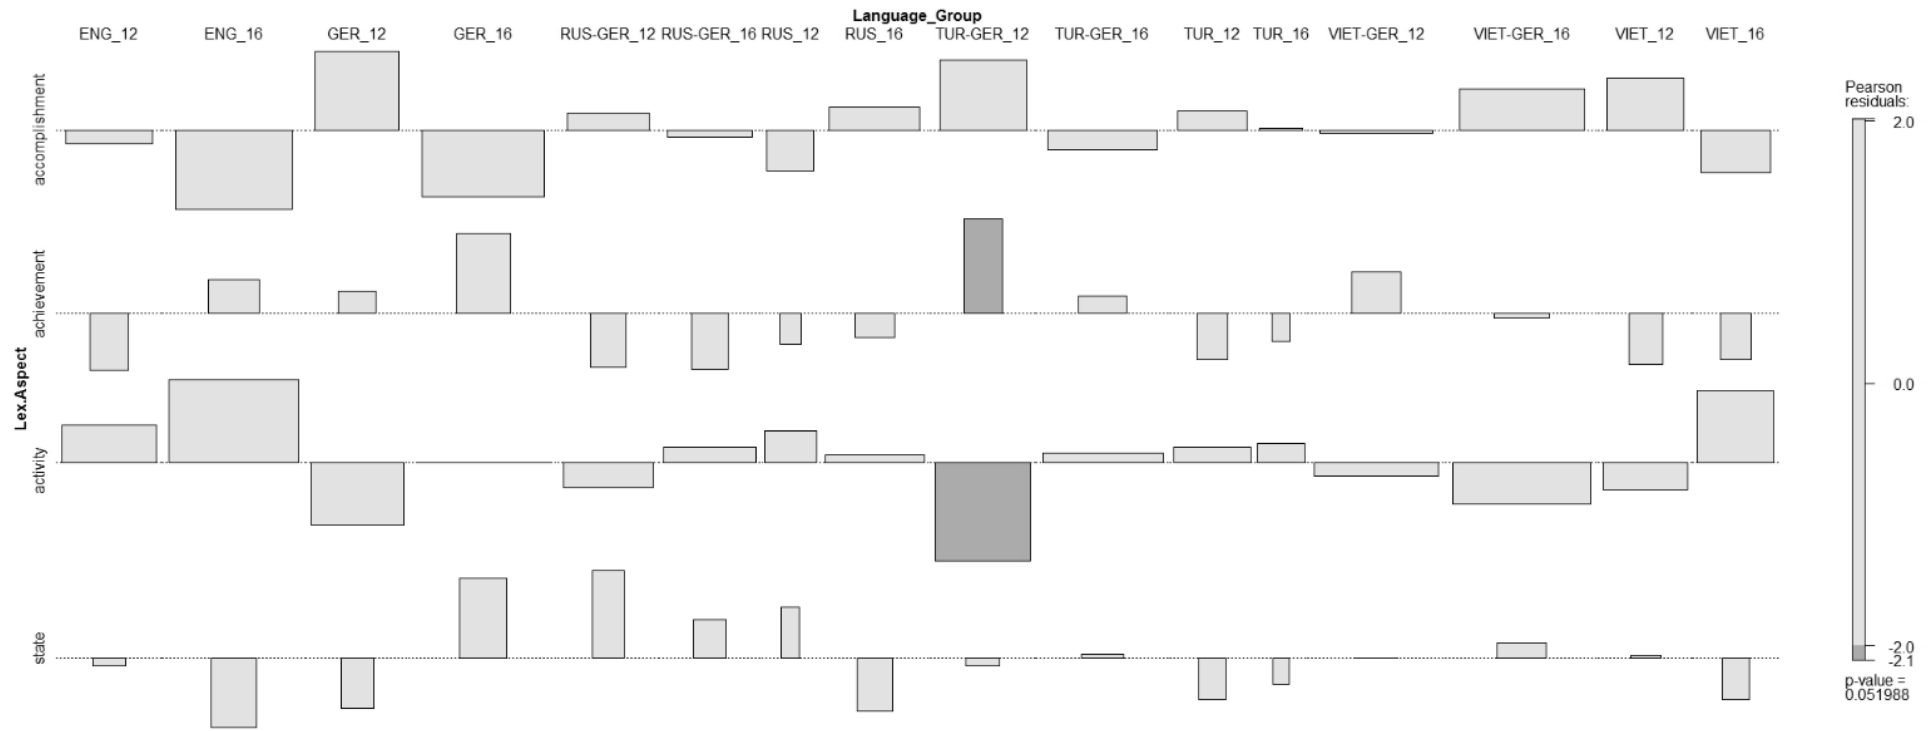 Language_Group
ENG_12 ENG_16 GER_12 GER_16 RUS-GER_12 RUS-GER_16 RUS_12 RUS_16 TUR-GER_12 TUR-GER_16 TUR_12 TUR_16 VIET-GER_12 VIET-GER_16 VIET_12 VIET_16
Lex.Aspect
accomplishment
achievement
activity
state
Pearson
residuals:
2.0
0.0
-2.0
-2.1
p-value =
0.051988